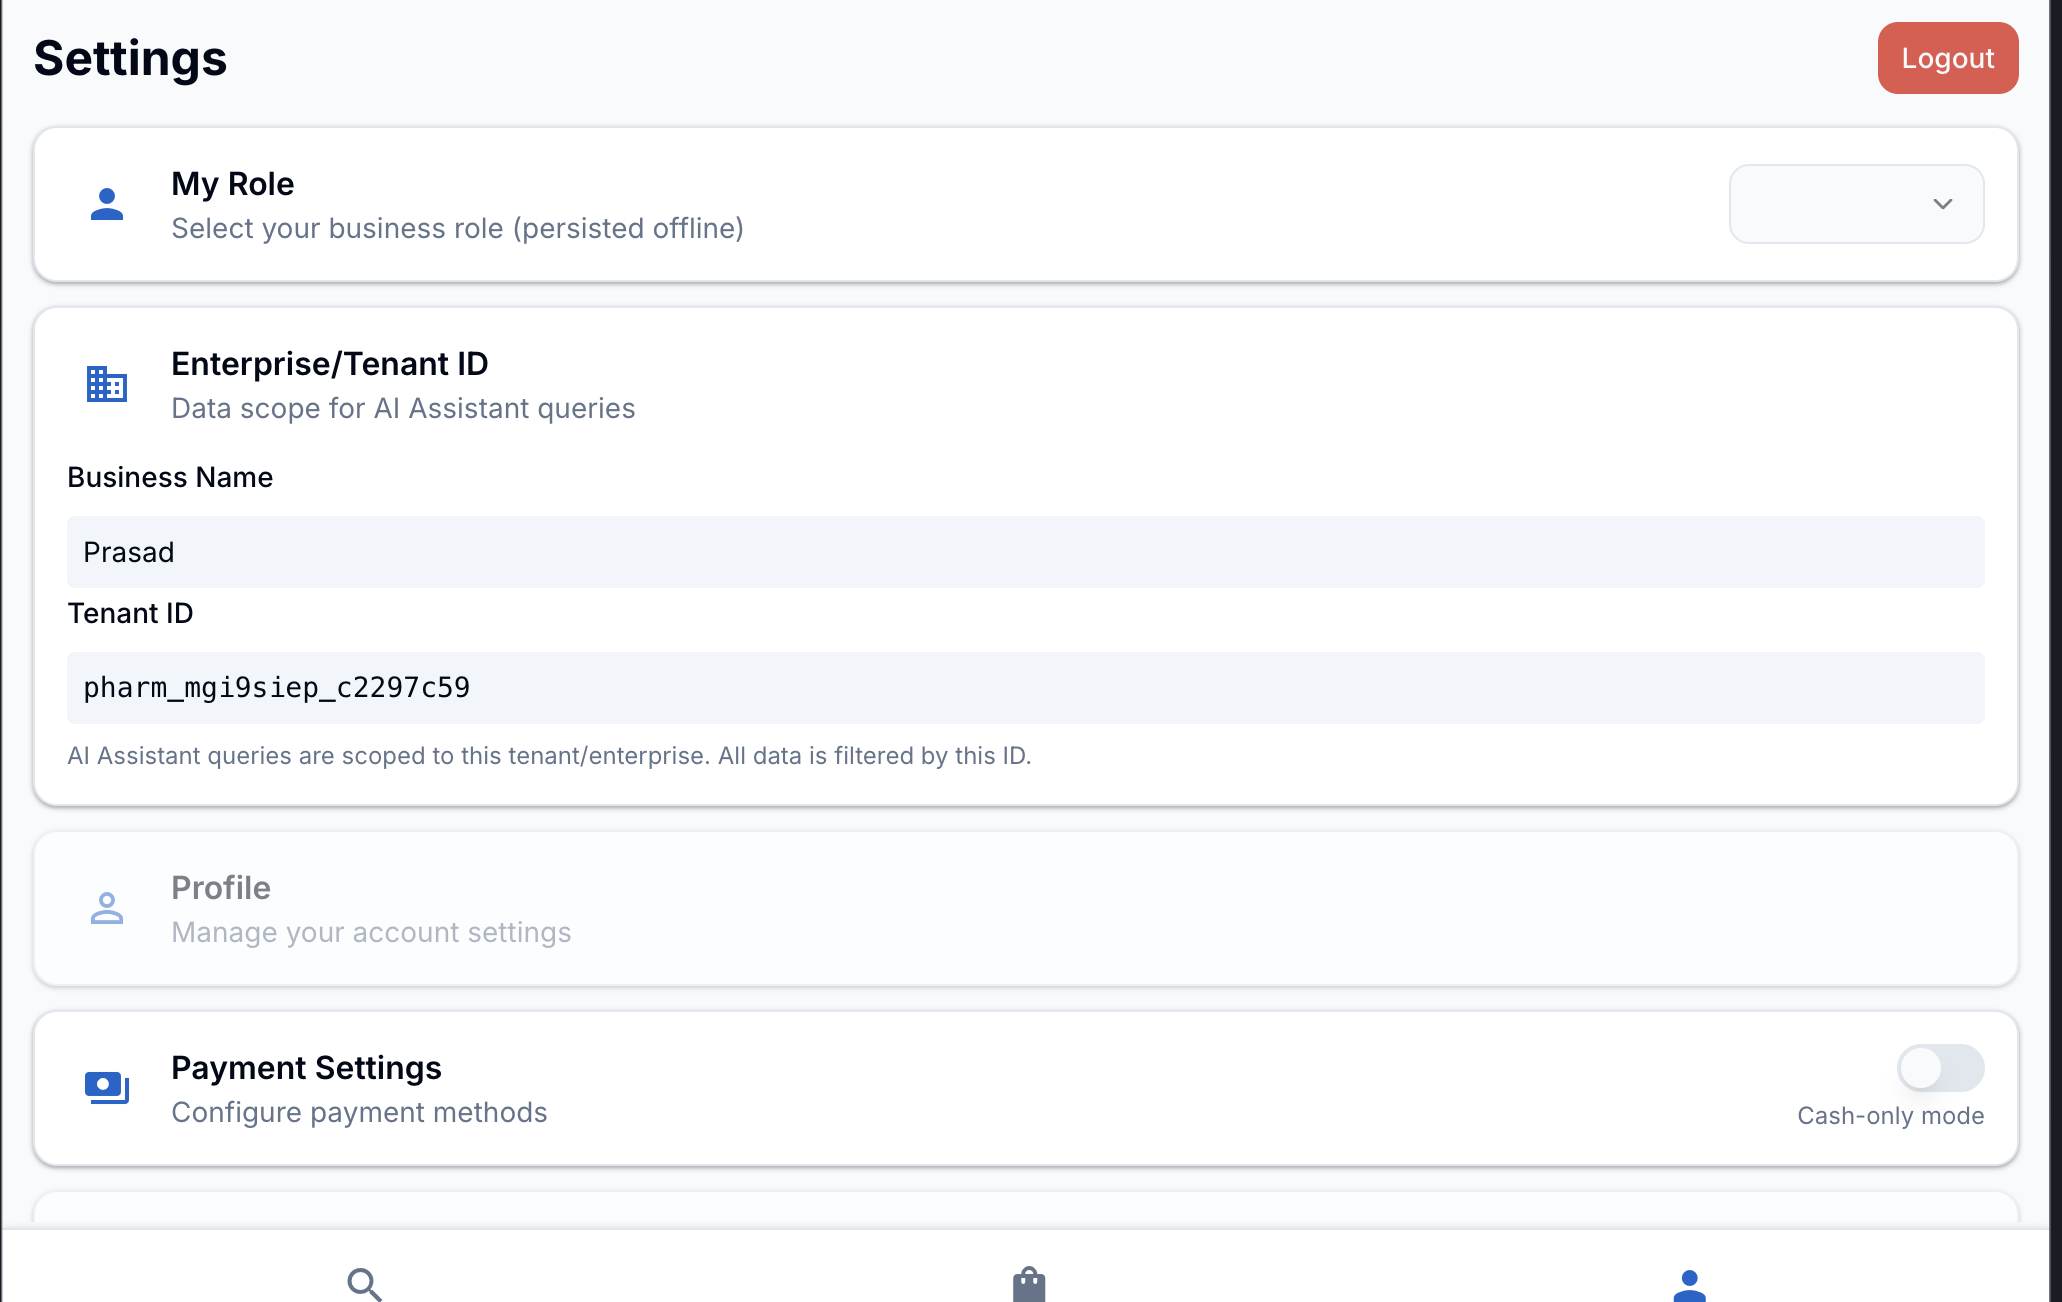 Settings
Logout
My Role
Select your business role (persisted offline)
Enterprise/Tenant ID
Data scope for AI Assistant queries
Business Name
Prasad
Tenant ID
pharm_mgi9siep_c2297c59
AI Assistant queries are scoped to this tenant/enterprise. All data is filtered by this ID.
Profile
Manage your account settings
Payment Settings
Configure payment methods
Cash-only mode